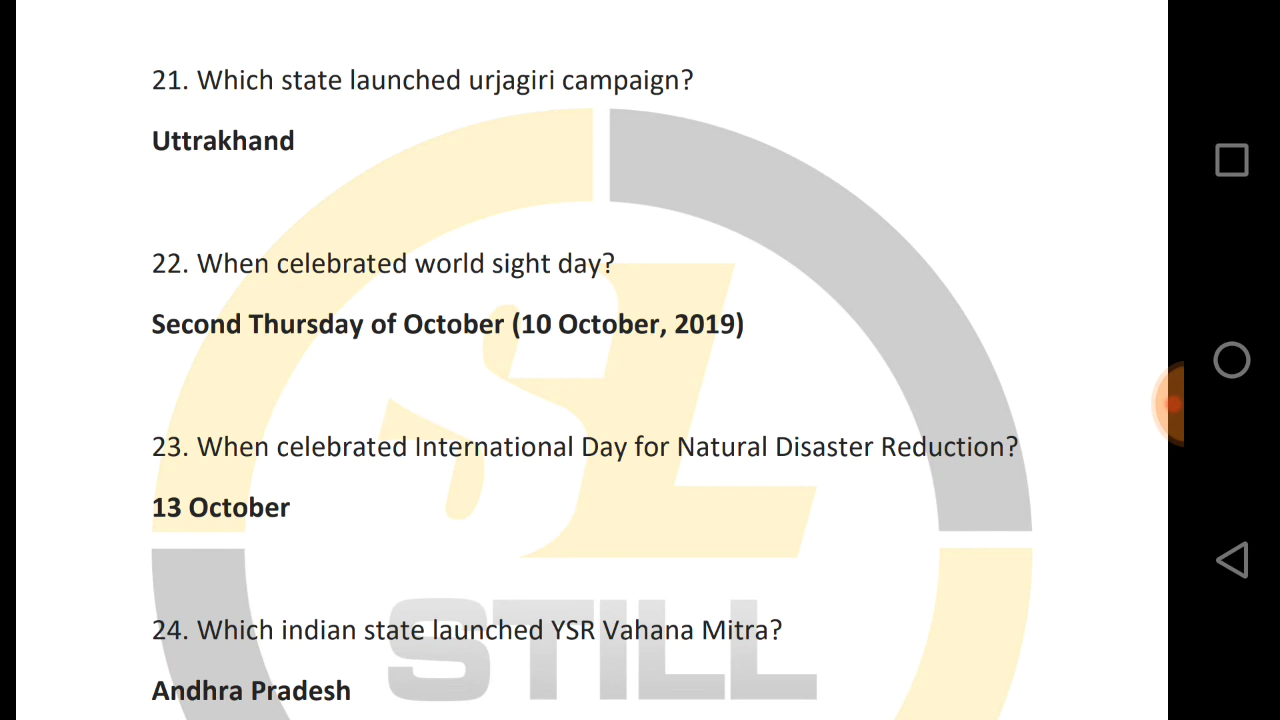 21. Which state launched urjagiri campaign?
Uttrakhand
22. When celebrated world sight day?
Second Thursday of October (10 October, 2019)
23. When celebrated International Day for Natural Disaster Reduction?
13 October
24. Which indian state launched YSR Vahana Mitra?
Andhra Pradesh
SL
STILL